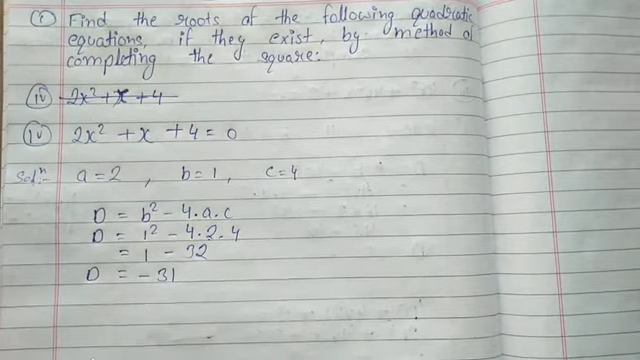 (i) Find the roots of the following quadratic
equations, if they exist, by method of
completing the square:
(iv) 2x² + x + 4
(iv) 2x² + x + 4 = 0
Solⁿ:- a = 2 , b = 1 , c = 4
D = b² - 4.a.c
D = 1² - 4.2.4
= 1 - 32
D = - 31